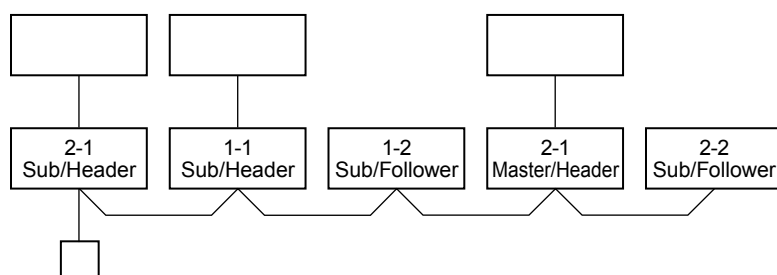 2-1
Sub/Header
1-1
Sub/Header
1-2
Sub/Follower
2-1
Master/Header
2-2
Sub/Follower